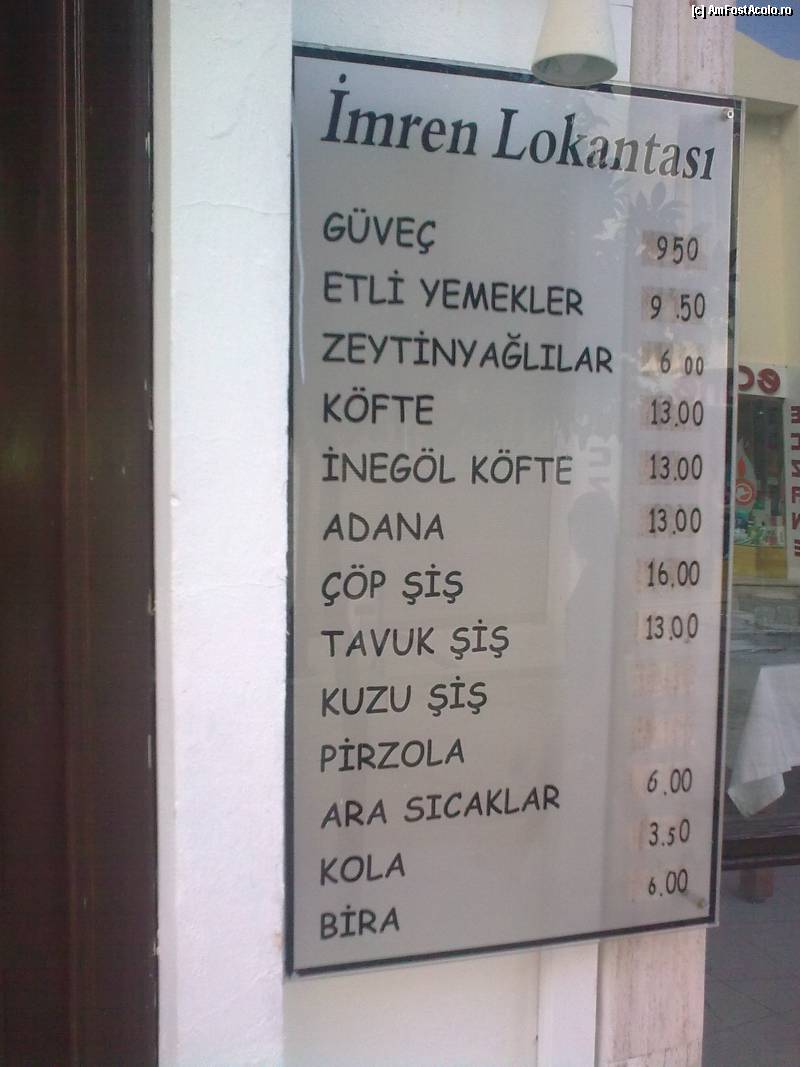 [c] AmFostAcolo.ro
İmren Lokantası
GÜVEÇ 950
ETLİ YEMEKLER 9.50
ZEYTİNYAĞLILAR 6 00
KÖFTE 13.00
İNEGÖL KÖFTE 13.00
ADANA 13.00
ÇÖP ŞİŞ 16.00
TAVUK ŞİŞ 13.00
KUZU ŞİŞ
PİRZOLA
ARA SICAKLAR 6.00
KOLA 3.50
BİRA 6.00